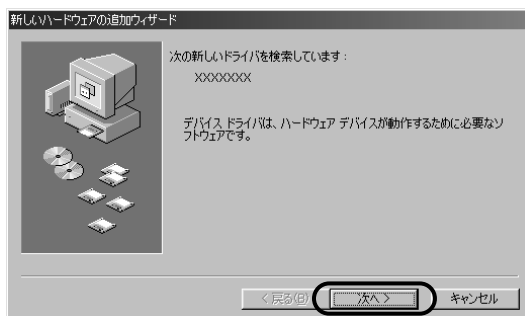 新しいハードウェアの追加ウィザード
次の新しいドライバを検索しています：
XXXXXXXX
デバイス ドライバは、ハードウェア デバイスが動作するために必要なソ
フトウェアです。
< 戻る(B)
次へ >
キャンセル